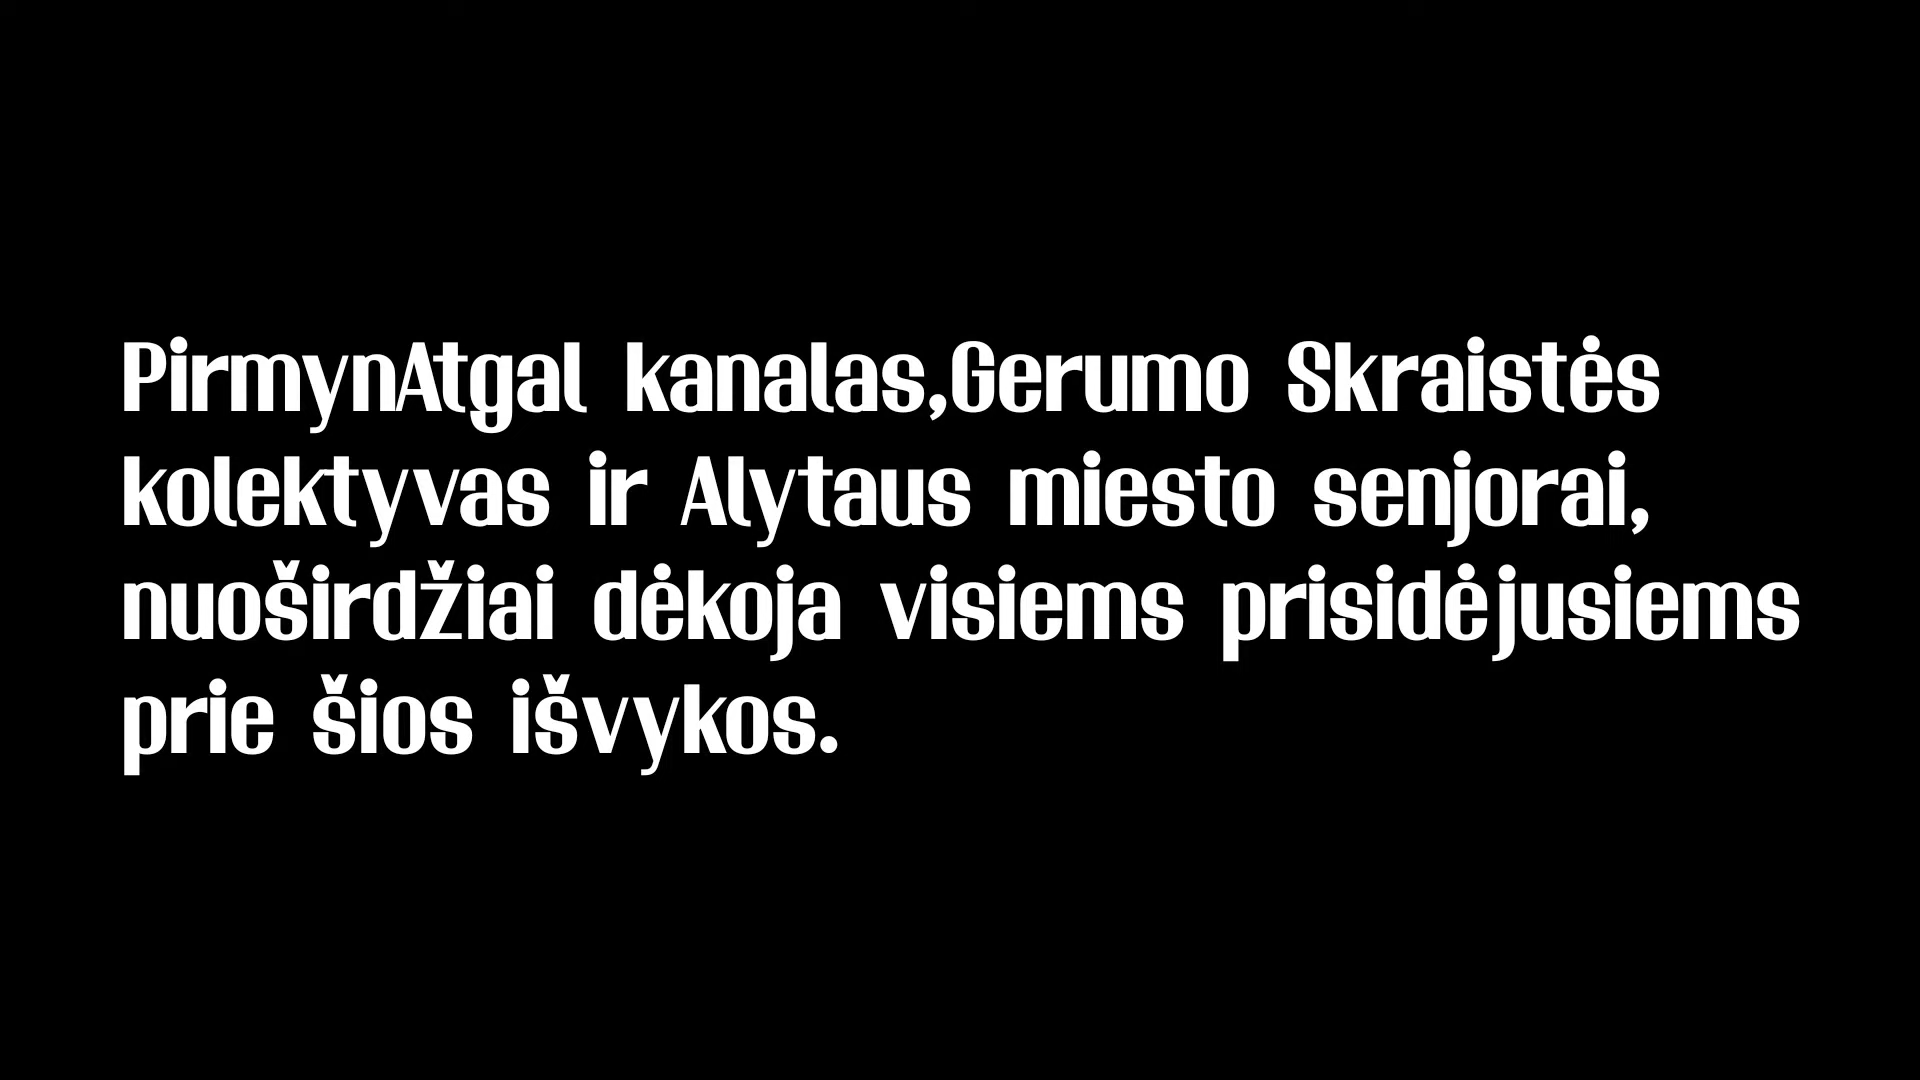 PirmynAtgal kanalas,Gerumo Skraistės
kolektyvas ir Alytaus miesto senjorai,
nuoširdžiai dėkoja visiems prisidėjusiems
prie šios išvykos.